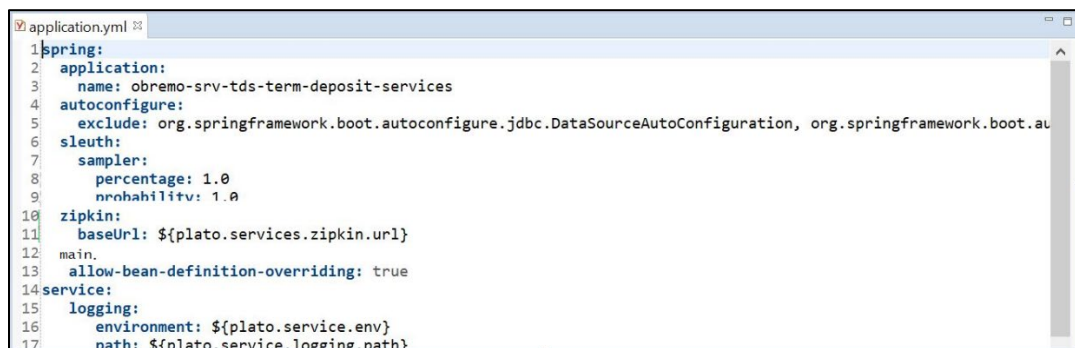 application.yml
1 spring:
2   application:
3     name: obremo-srv-tds-term-deposit-services
4   autoconfigure:
5     exclude: org.springframework.boot.autoconfigure.jdbc.DataSourceAutoConfiguration, org.springframework.boot.au
6   sleuth:
7     sampler:
8       percentage: 1.0
9       probability: 1.0
10   zipkin:
11     baseUrl: ${plato.services.zipkin.url}
12   main.
13    allow-bean-definition-overriding: true
14 service:
15    logging:
16       environment: ${plato.service.env}
17       path: ${plato.service.logging.path}